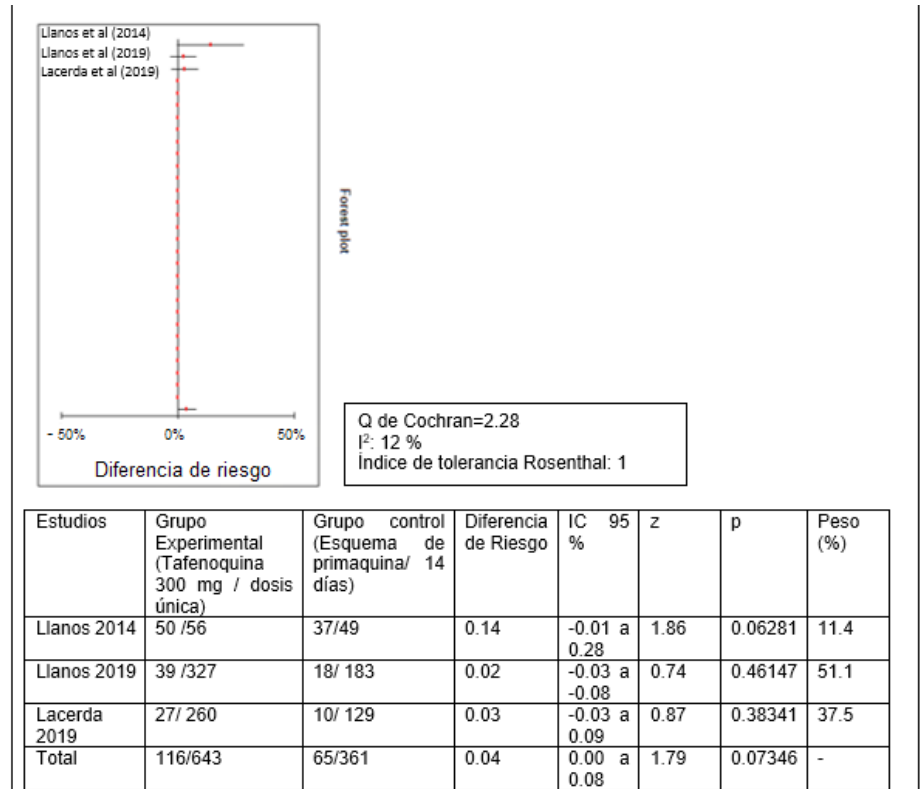 Llanos et al (2014)
Llanos et al (2019)
Lacerda et al (2019)
Forest plot
- 50% 0% 50%
Diferencia de riesgo
Q de Cochran=2.28
I²: 12 %
Índice de tolerancia Rosenthal: 1
Estudios
Grupo
Experimental
(Tafenoquina
300 mg / dosis
única)
Grupo control
(Esquema de
primaquina/ 14
días)
Diferencia
de Riesgo
IC 95
%
z
p
Peso
(%)
Llanos 2014
50 /56
37/49
0.14
-0.01 a
0.28
1.86
0.06281
11.4
Llanos 2019
39 /327
18/ 183
0.02
-0.03 a
-0.08
0.74
0.46147
51.1
Lacerda
2019
27/ 260
10/ 129
0.03
-0.03 a
0.09
0.87
0.38341
37.5
Total
116/643
65/361
0.04
0.00 a
0.08
1.79
0.07346
-